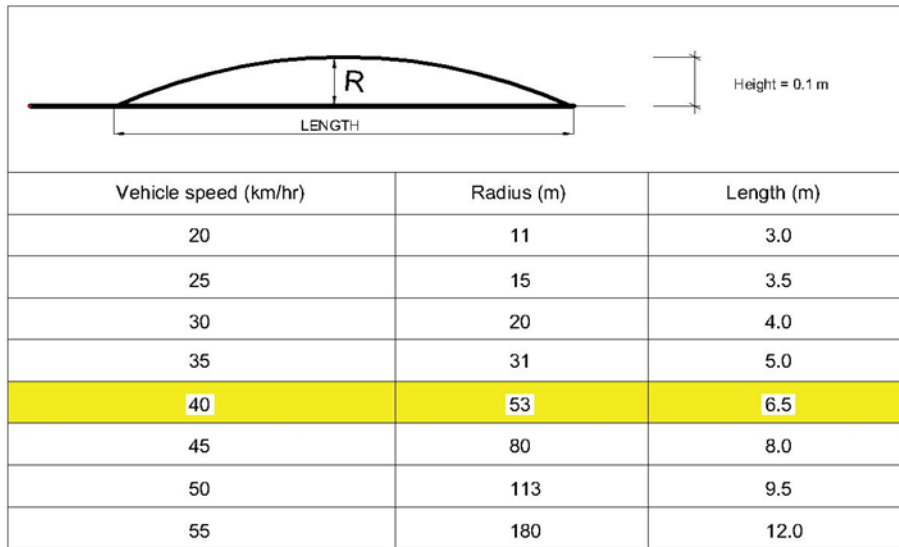 R
Height = 0.1 m
LENGTH
Vehicle speed (km/hr) Radius (m) Length (m)
20 11 3.0
25 15 3.5
30 20 4.0
35 31 5.0
40 53 6.5
45 80 8.0
50 113 9.5
55 180 12.0